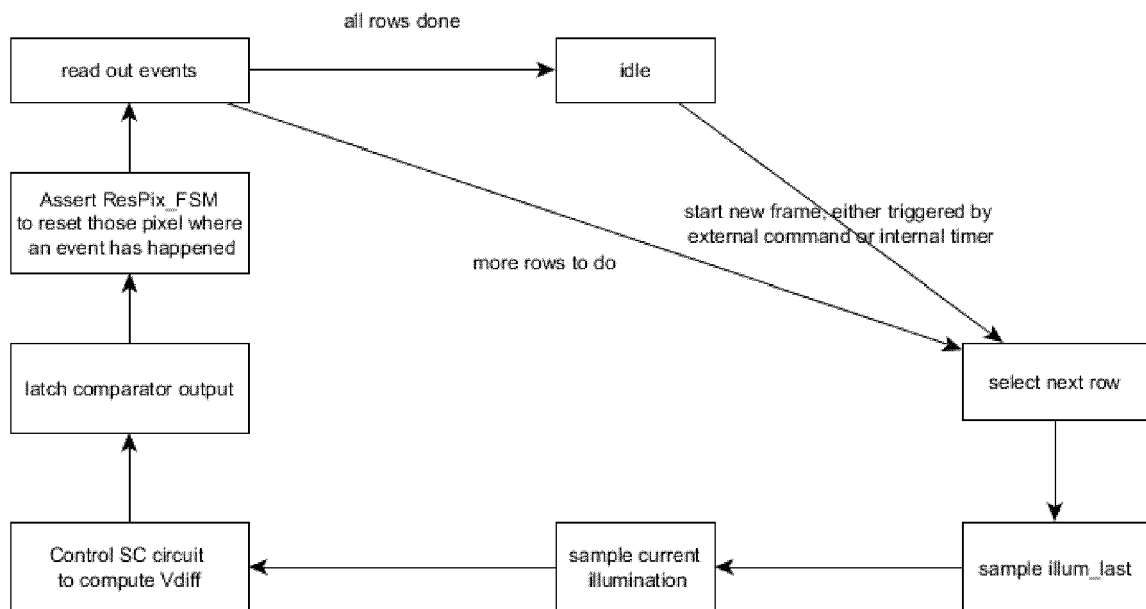 all rows done
read out events
idle
Assert ResPix_FSM
to reset those pixel where
an event has happened
start new frame, either triggered by
external command or internal timer
more rows to do
latch comparator output
select next row
Control SC circuit
to compute Vdiff
sample current
illumination
sample illum_last